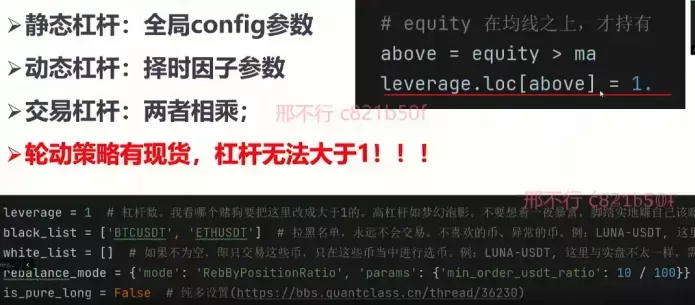 ➢静态杠杆：全局config参数
➢动态杠杆：择时因子参数
➢交易杠杆：两者相乘；
➢轮动策略有现货，杠杆无法大于1！！！
# equity 在均线之上，才持有
above = equity > ma
leverage.loc[above] = 1.
邢不行 c821b50f
邢不行 c821b50f
leverage = 1  # 杠杆数。我看哪个赌狗要把这里改成大于1的。高杠杆如梦幻泡影。不要想着一夜暴富，脚踏实地赚自己该
black_list = ['BTCUSDT', 'ETHUSDT']  # 拉黑名单，永远不会交易。不喜欢的币、异常的币。例：LUNA-USDT, 这里
white_list = []  # 如果不为空，即只交易这些币，只在这些币当中进行选币。例：LUNA-USDT, 这里与实盘不太一样，需
rebalance_mode = {'mode': 'RebByPositionRatio', 'params': {'min_order_usdt_ratio': 10 / 100}}
is_pure_long = False  # 纯多设置(https://bbs.quantclass.cn/thread/36230)